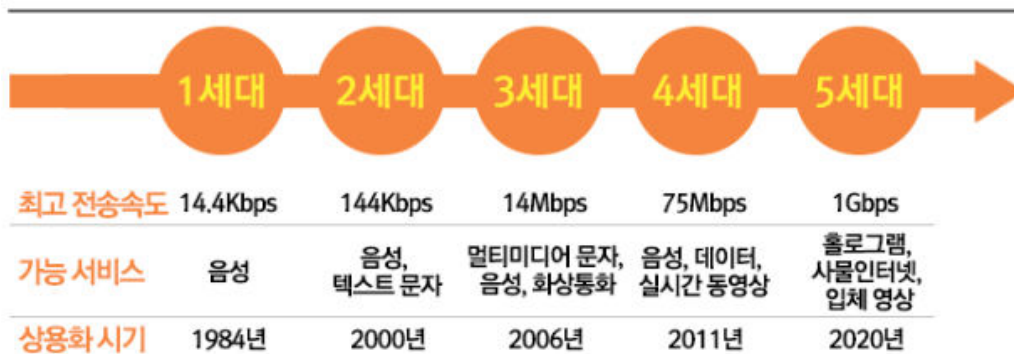 1세대 2세대 3세대 4세대 5세대
최고 전송속도 14.4Kbps 144Kbps 14Mbps 75Mbps 1Gbps
가능 서비스 음성 음성, 텍스트 문자 멀티미디어 문자, 음성, 화상통화 음성, 데이터, 실시간 동영상 홀로그램, 사물인터넷, 입체 영상
상용화 시기 1984년 2000년 2006년 2011년 2020년